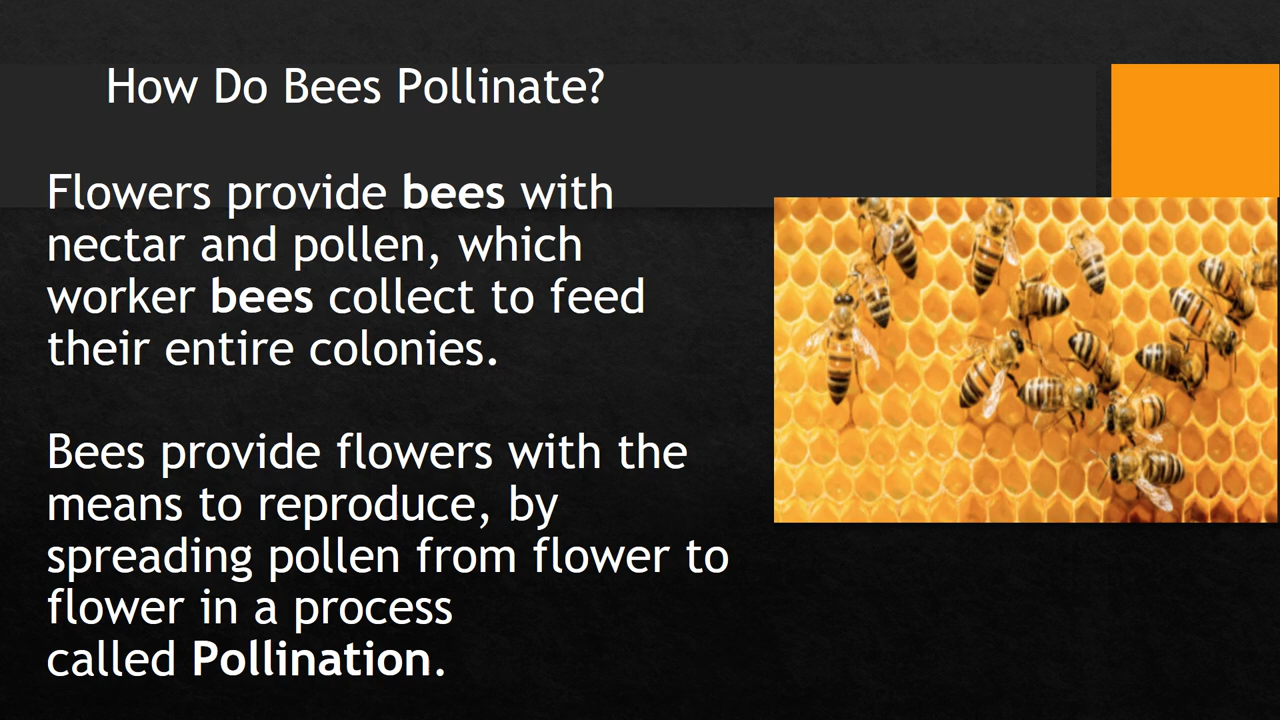 How Do Bees Pollinate?
Flowers provide bees with
nectar and pollen, which
worker bees collect to feed
their entire colonies.
Bees provide flowers with the
means to reproduce, by
spreading pollen from flower to
flower in a process
called Pollination.